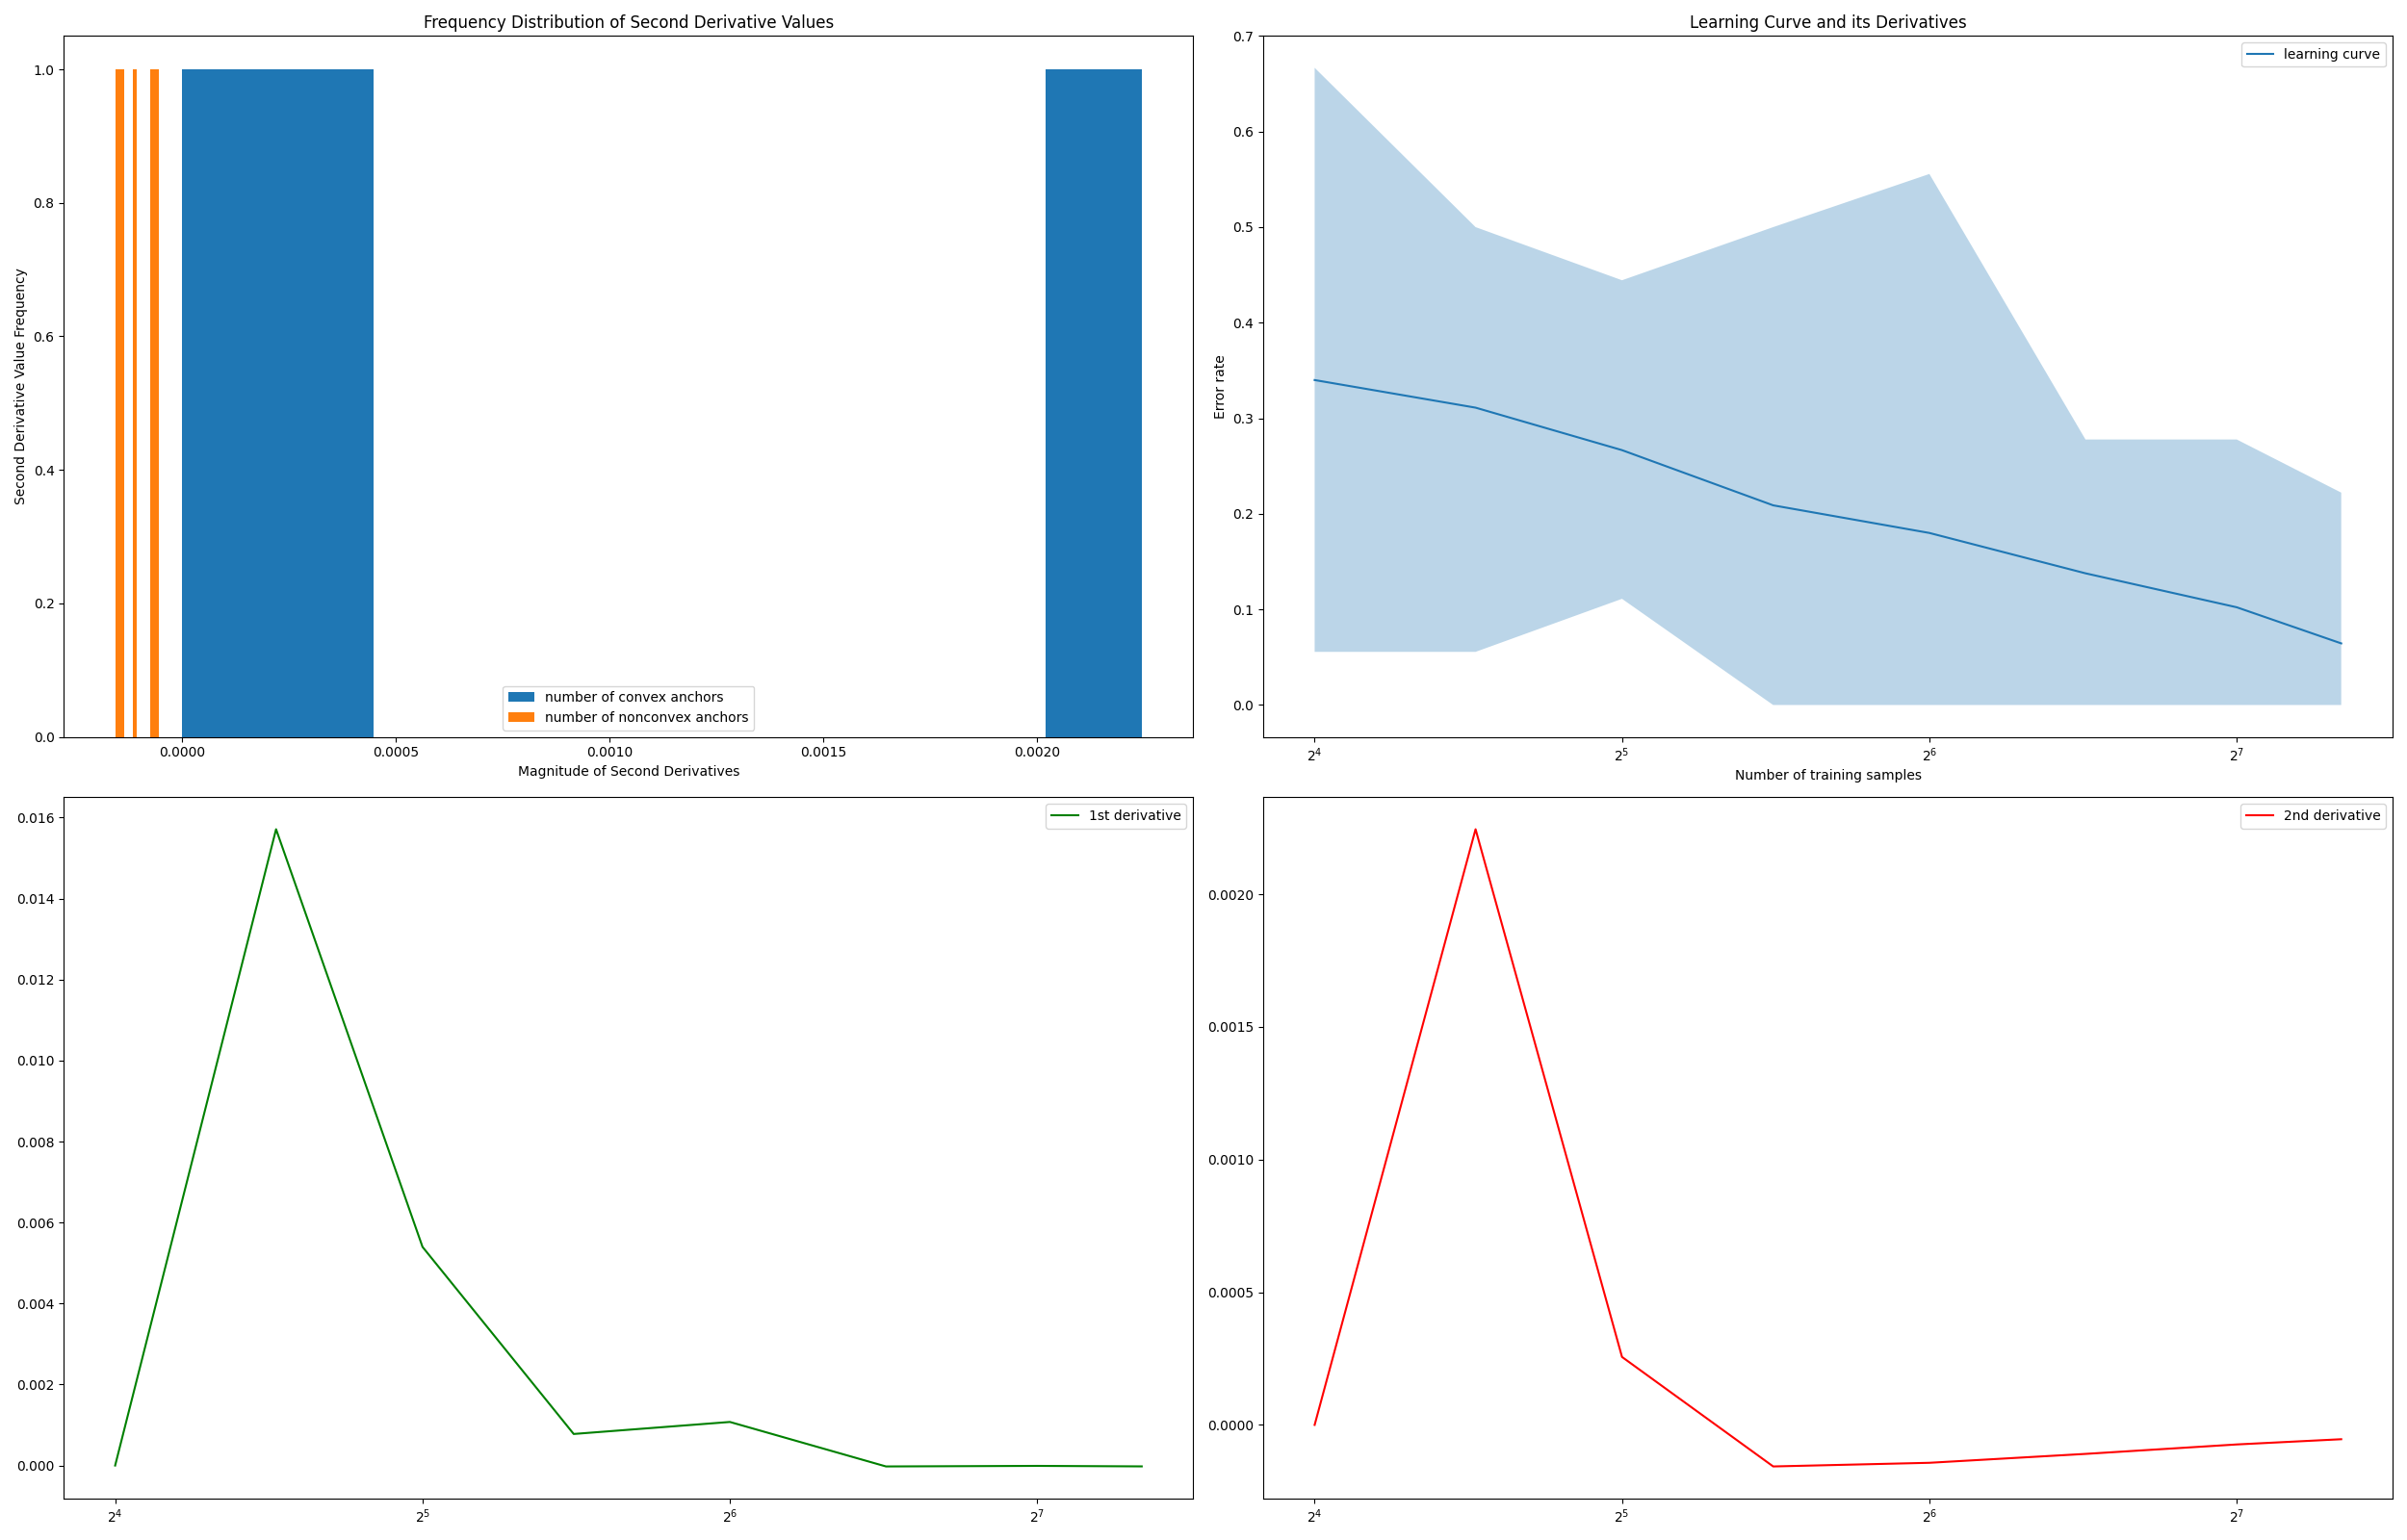 Frequency Distribution of Second Derivative Values
Second Derivative Value Frequency
1.0
0.8
0.6
0.4
0.2
0.0
number of convex anchors
number of nonconvex anchors
0.0000 0.0005 0.0010 0.0015 0.0020
Magnitude of Second Derivatives
Learning Curve and its Derivatives
learning curve
Error rate
0.7
0.6
0.5
0.4
0.3
0.2
0.1
0.0
2⁴ 2⁵ 2⁶ 2⁷
Number of training samples
1st derivative
0.016
0.014
0.012
0.010
0.008
0.006
0.004
0.002
0.000
2⁴ 2⁵ 2⁶ 2⁷
2nd derivative
0.0020
0.0015
0.0010
0.0005
0.0000
2⁴ 2⁵ 2⁶ 2⁷